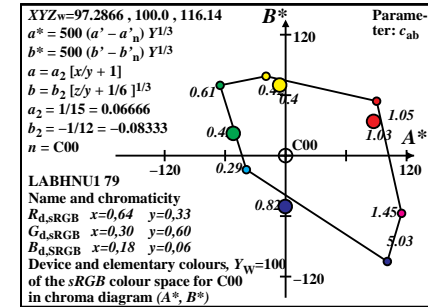 XYZw=97.2866 , 100.0 , 116.14
a* = 500 (a' − a'n) Y1/3
b* = 500 (b' − b'n) Y1/3
a = a2 [x/y + 1]
b = b2 [z/y + 1/6 ]1/3
a2 = 1/15 = 0.06666
b2 = −1/12 = −0.08333
n = C00
B*
120
Parame-
ter: cab
0.61
0.4
0.4
1.05
1.03
A*
C00
−120
120
0.29
LABHNU1 79
Name and chromaticity
Rd,sRGB x=0,64 y=0,33
Gd,sRGB x=0,30 y=0,60
Bd,sRGB x=0,18 y=0,06
0.82
1.45
5.03
−120
Device and elementary colours, YW=100
of the sRGB colour space for C00
in chroma diagram (A*, B*)